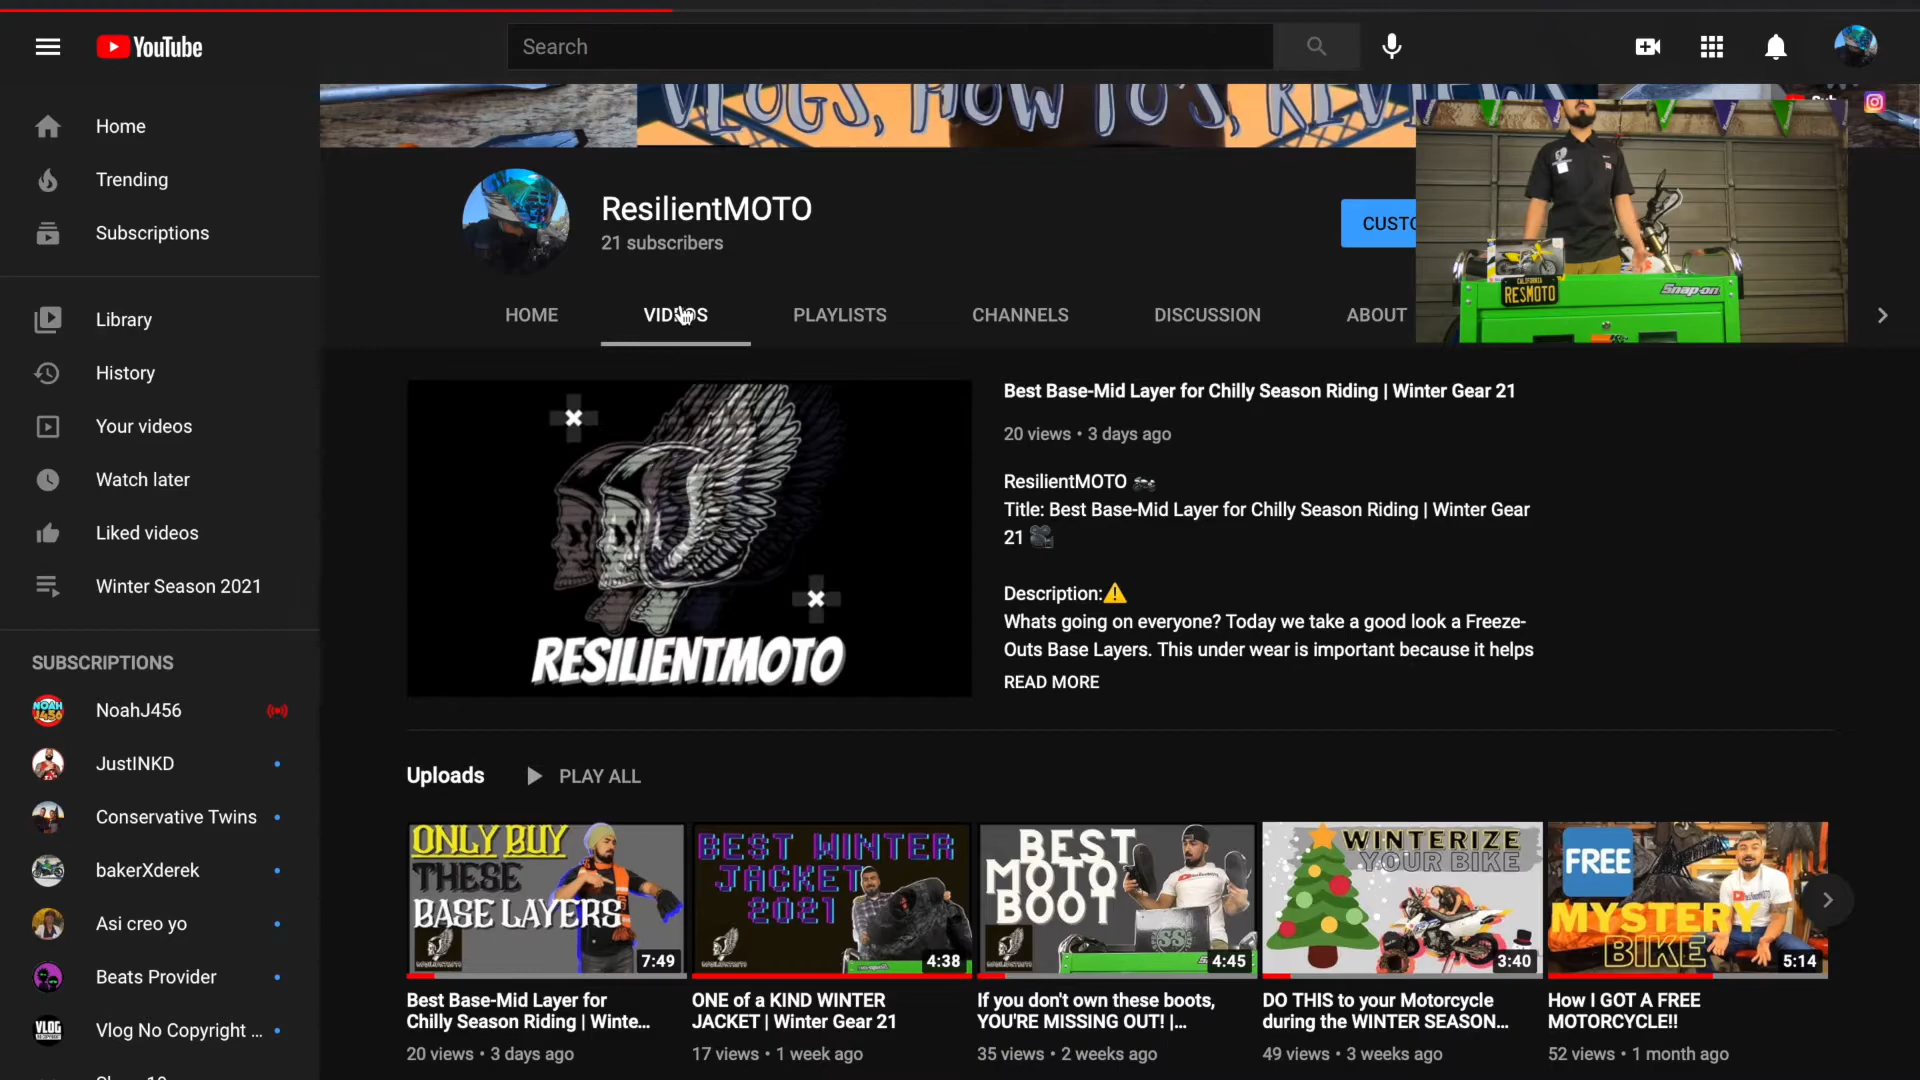 YouTube
Search
Home
Trending
Subscriptions
Library
History
Your videos
Watch later
Liked videos
Winter Season 2021
SUBSCRIPTIONS
NoahJ456
JustINKD
Conservative Twins
bakerXderek
Asi creo yo
Beats Provider
Vlog No Copyright ...
VLOGS, HOW TO'S, REVI
ResilientMOTO
21 subscribers
CUSTO
CALIFORNIA
RESMOTO
Snap-on
HOME VIDEOS PLAYLISTS CHANNELS DISCUSSION ABOUT
RESILIENTMOTO
Best Base-Mid Layer for Chilly Season Riding | Winter Gear 21
20 views • 3 days ago
ResilientMOTO 🏍
Title: Best Base-Mid Layer for Chilly Season Riding | Winter Gear
21 🎥
Description:⚠️
Whats going on everyone? Today we take a good look a Freeze-
Outs Base Layers. This under wear is important because it helps
READ MORE
Uploads PLAY ALL
ONLY BUY
THESE
BASE LAYERS
7:49
Best Base-Mid Layer for
Chilly Season Riding | Winte...
20 views • 3 days ago
BEST WINTER
JACKET
2021
4:38
ONE of a KIND WINTER
JACKET | Winter Gear 21
17 views • 1 week ago
BEST
MOTO
BOOT
4:45
If you don't own these boots,
YOU'RE MISSING OUT! |...
35 views • 2 weeks ago
WINTERIZE
YOUR BIKE
3:40
DO THIS to your Motorcycle
during the WINTER SEASON...
49 views • 3 weeks ago
FREE
MYSTERY
BIKE
5:14
How I GOT A FREE
MOTORCYCLE!!
52 views • 1 month ago